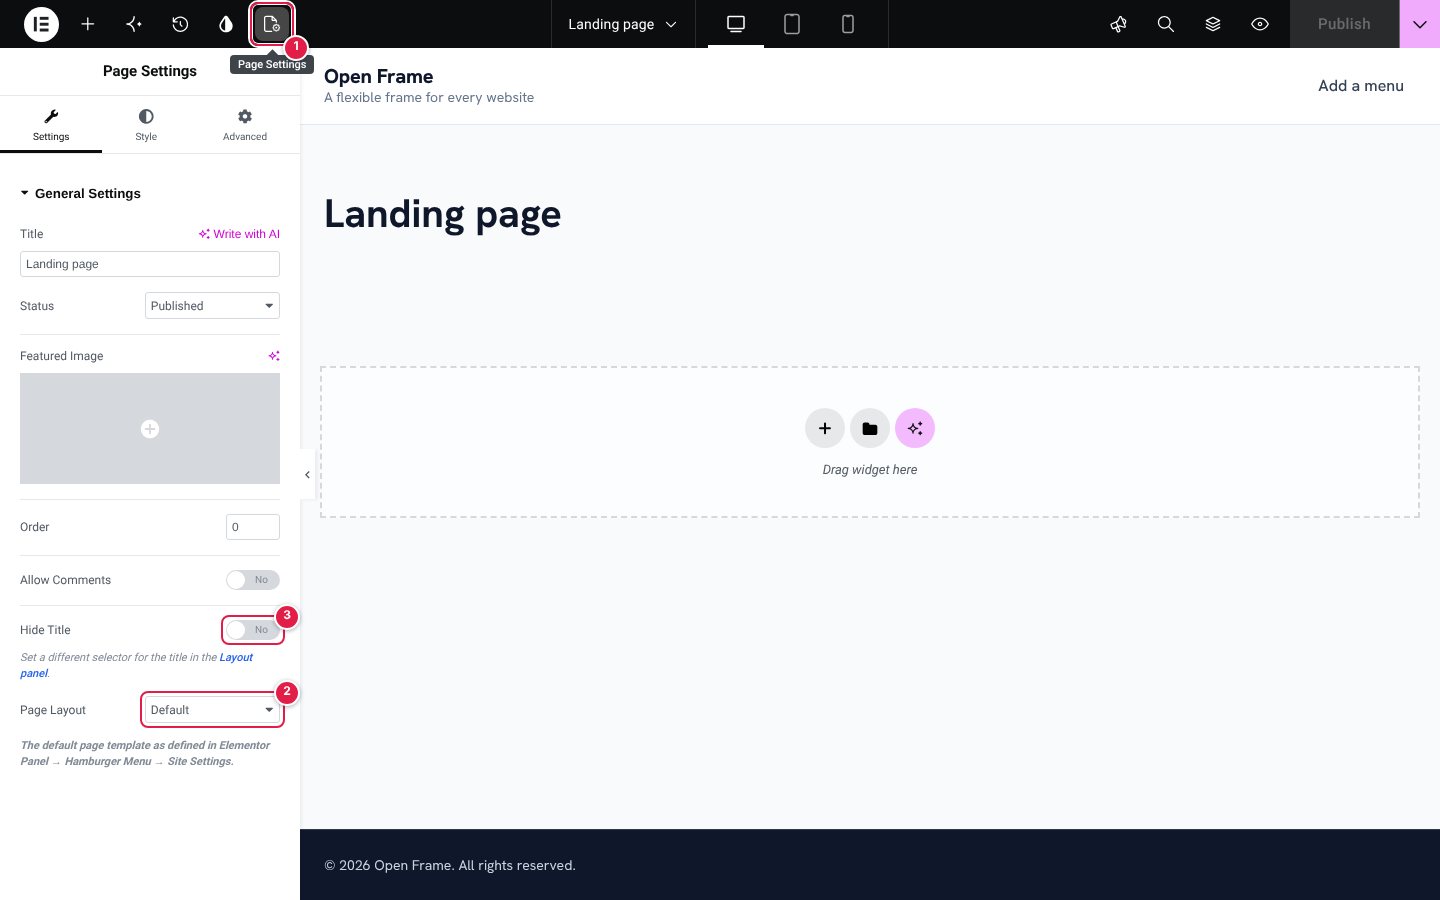 Landing page
Publish
1
Page Settings
Page Settings
Settings
Style
Advanced
General Settings
Title
Write with AI
Landing page
Status
Published
Featured Image
Order
0
Allow Comments
No
3
Hide Title
No
Set a different selector for the title in the Layout
panel.
2
Page Layout
Default
The default page template as defined in Elementor
Panel → Hamburger Menu → Site Settings.
Open Frame
A flexible frame for every website
Add a menu
Landing page
Drag widget here
© 2026 Open Frame. All rights reserved.